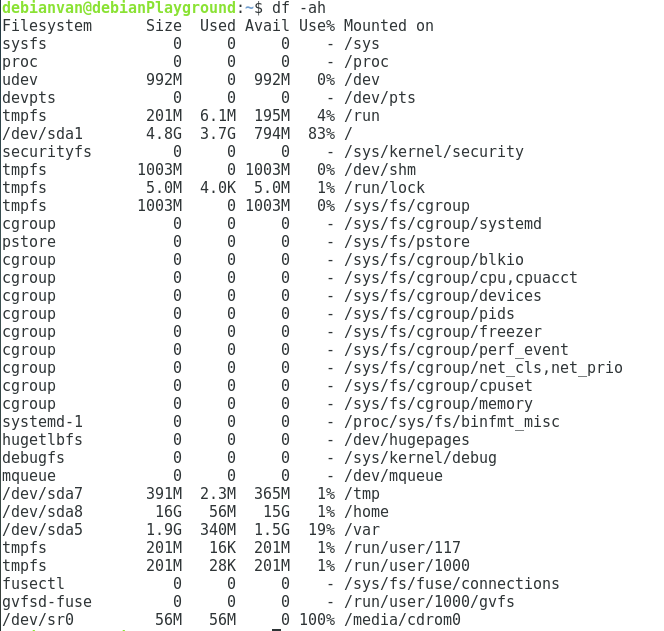 debianvan@debianPlayground:~$ df -ah
Filesystem      Size  Used Avail Use% Mounted on
sysfs              0     0     0    - /sys
proc               0     0     0    - /proc
udev            992M     0  992M   0% /dev
devpts             0     0     0    - /dev/pts
tmpfs           201M  6.1M  195M   4% /run
/dev/sda1       4.8G  3.7G  794M  83% /
securityfs         0     0     0    - /sys/kernel/security
tmpfs          1003M     0 1003M   0% /dev/shm
tmpfs           5.0M  4.0K  5.0M   1% /run/lock
tmpfs          1003M     0 1003M   0% /sys/fs/cgroup
cgroup             0     0     0    - /sys/fs/cgroup/systemd
pstore             0     0     0    - /sys/fs/pstore
cgroup             0     0     0    - /sys/fs/cgroup/blkio
cgroup             0     0     0    - /sys/fs/cgroup/cpu,cpuacct
cgroup             0     0     0    - /sys/fs/cgroup/devices
cgroup             0     0     0    - /sys/fs/cgroup/pids
cgroup             0     0     0    - /sys/fs/cgroup/freezer
cgroup             0     0     0    - /sys/fs/cgroup/perf_event
cgroup             0     0     0    - /sys/fs/cgroup/net_cls,net_prio
cgroup             0     0     0    - /sys/fs/cgroup/cpuset
cgroup             0     0     0    - /sys/fs/cgroup/memory
systemd-1          0     0     0    - /proc/sys/fs/binfmt_misc
hugetlbfs          0     0     0    - /dev/hugepages
debugfs            0     0     0    - /sys/kernel/debug
mqueue             0     0     0    - /dev/mqueue
/dev/sda7       391M  2.3M  365M   1% /tmp
/dev/sda8        16G   56M   15G   1% /home
/dev/sda5       1.9G  340M  1.5G  19% /var
tmpfs           201M   16K  201M   1% /run/user/117
tmpfs           201M   28K  201M   1% /run/user/1000
fusectl            0     0     0    - /sys/fs/fuse/connections
gvfsd-fuse         0     0     0    - /run/user/1000/gvfs
/dev/sr0         56M   56M     0 100% /media/cdrom0